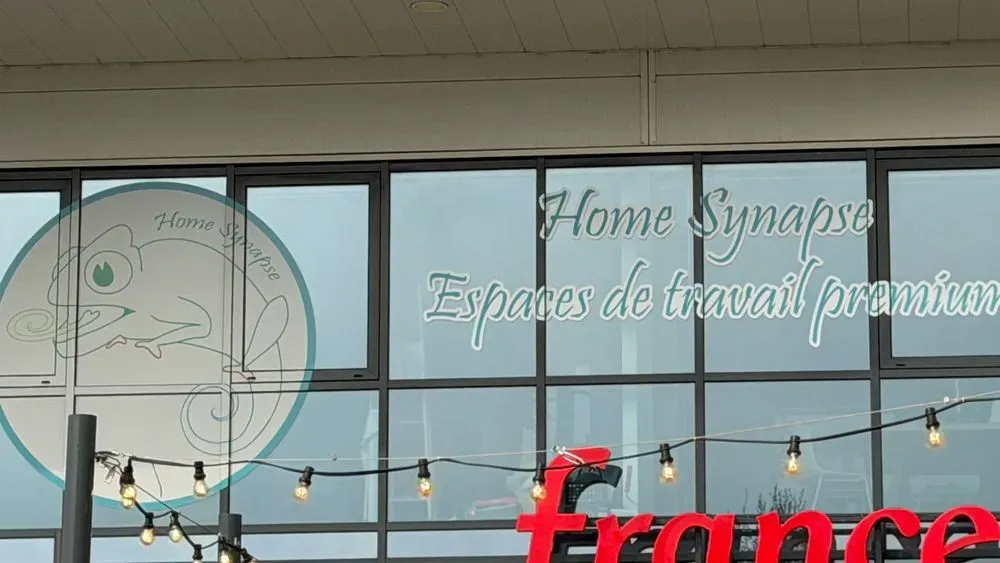 Home Synapse
Home Synapse
Espaces de travail premium
france